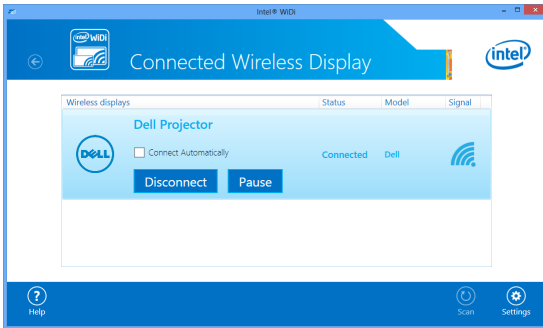 Intel® WiDi
intel WiDi
Connected Wireless Display
intel
Wireless displays Status Model Signal
Dell Projector
DELL
Connect Automatically
Connected Dell
Disconnect Pause
Help Scan Settings